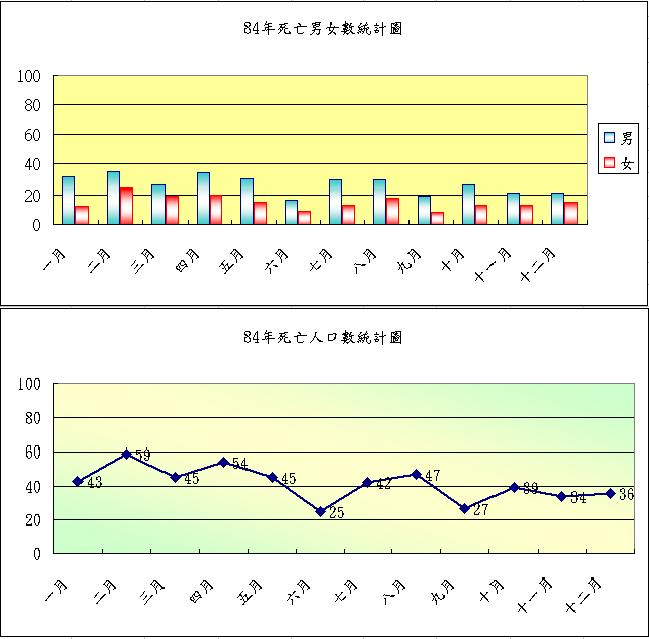 84年死亡男女數統計圖
100
80
60
40
20
0
一月 二月 三月 四月 五月 六月 七月 八月 九月 十月 十一月 十二月
男
女
84年死亡人口數統計圖
100
80
60
40
20
0
43 59 45 54 45 25 42 47 27 39 34 36
一月 二月 三月 四月 五月 六月 七月 八月 九月 十月 十一月 十二月